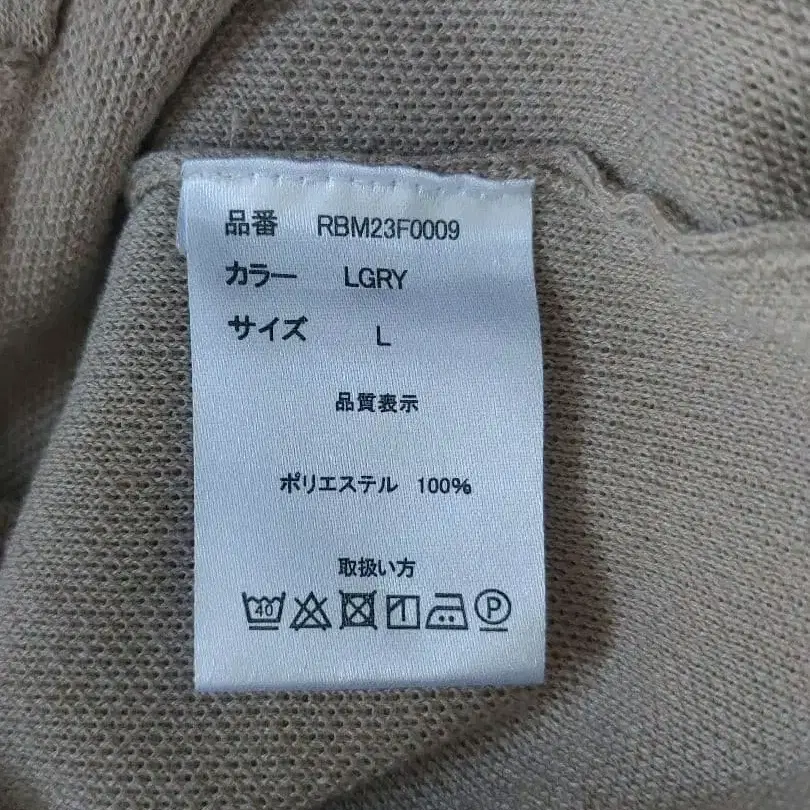 品番 RBM23F0009
カラー LGRY
サイズ L
品質表示
ポリエステル 100%
取扱い方
40 P